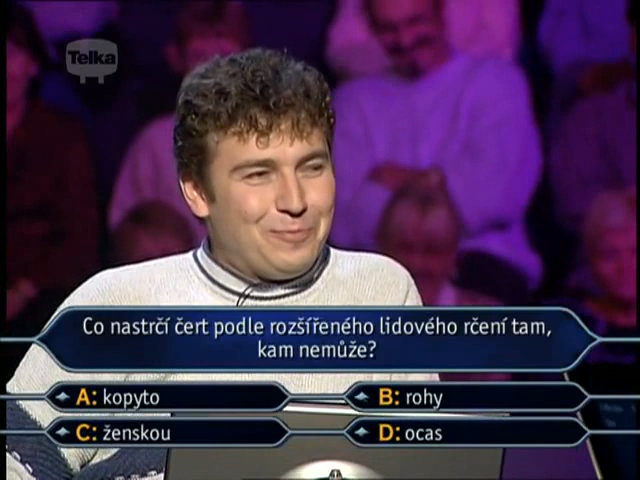 Telka
Co nastrčí čert podle rozšířeného lidového rčení tam,
kam nemůže?
A: kopyto
B: rohy
C: ženskou
D: ocas